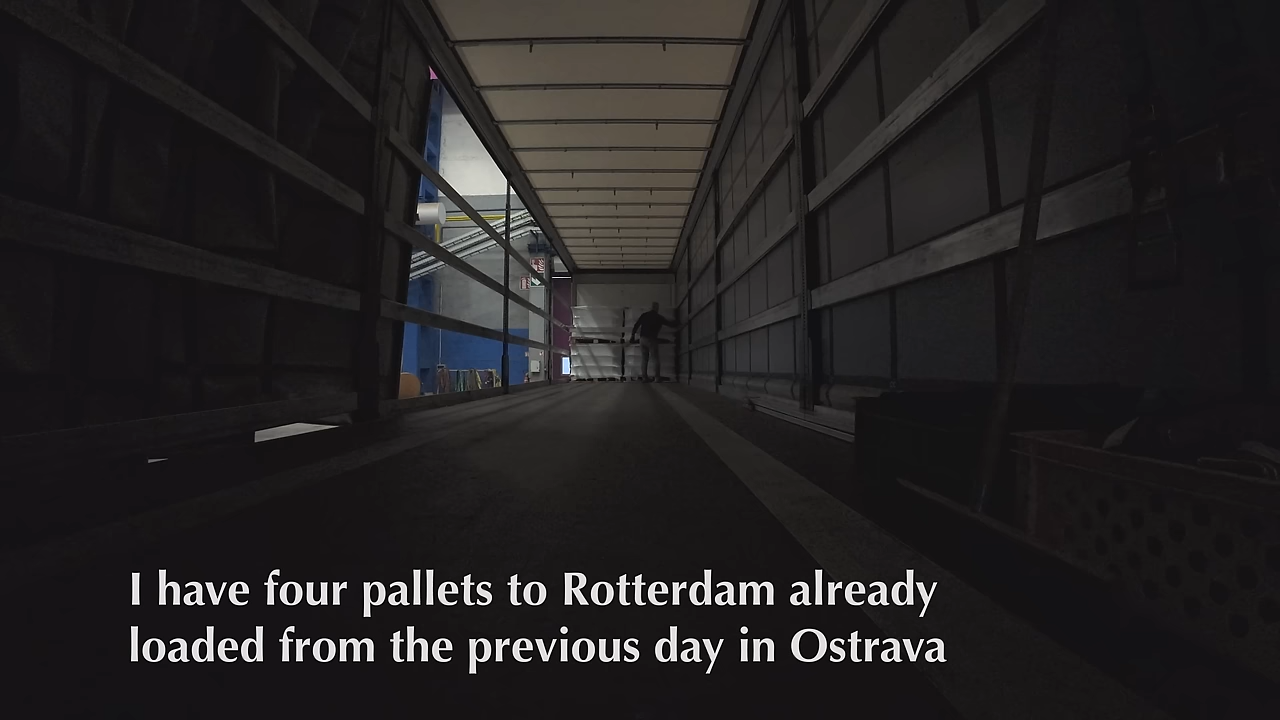 I have four pallets to Rotterdam already
loaded from the previous day in Ostrava